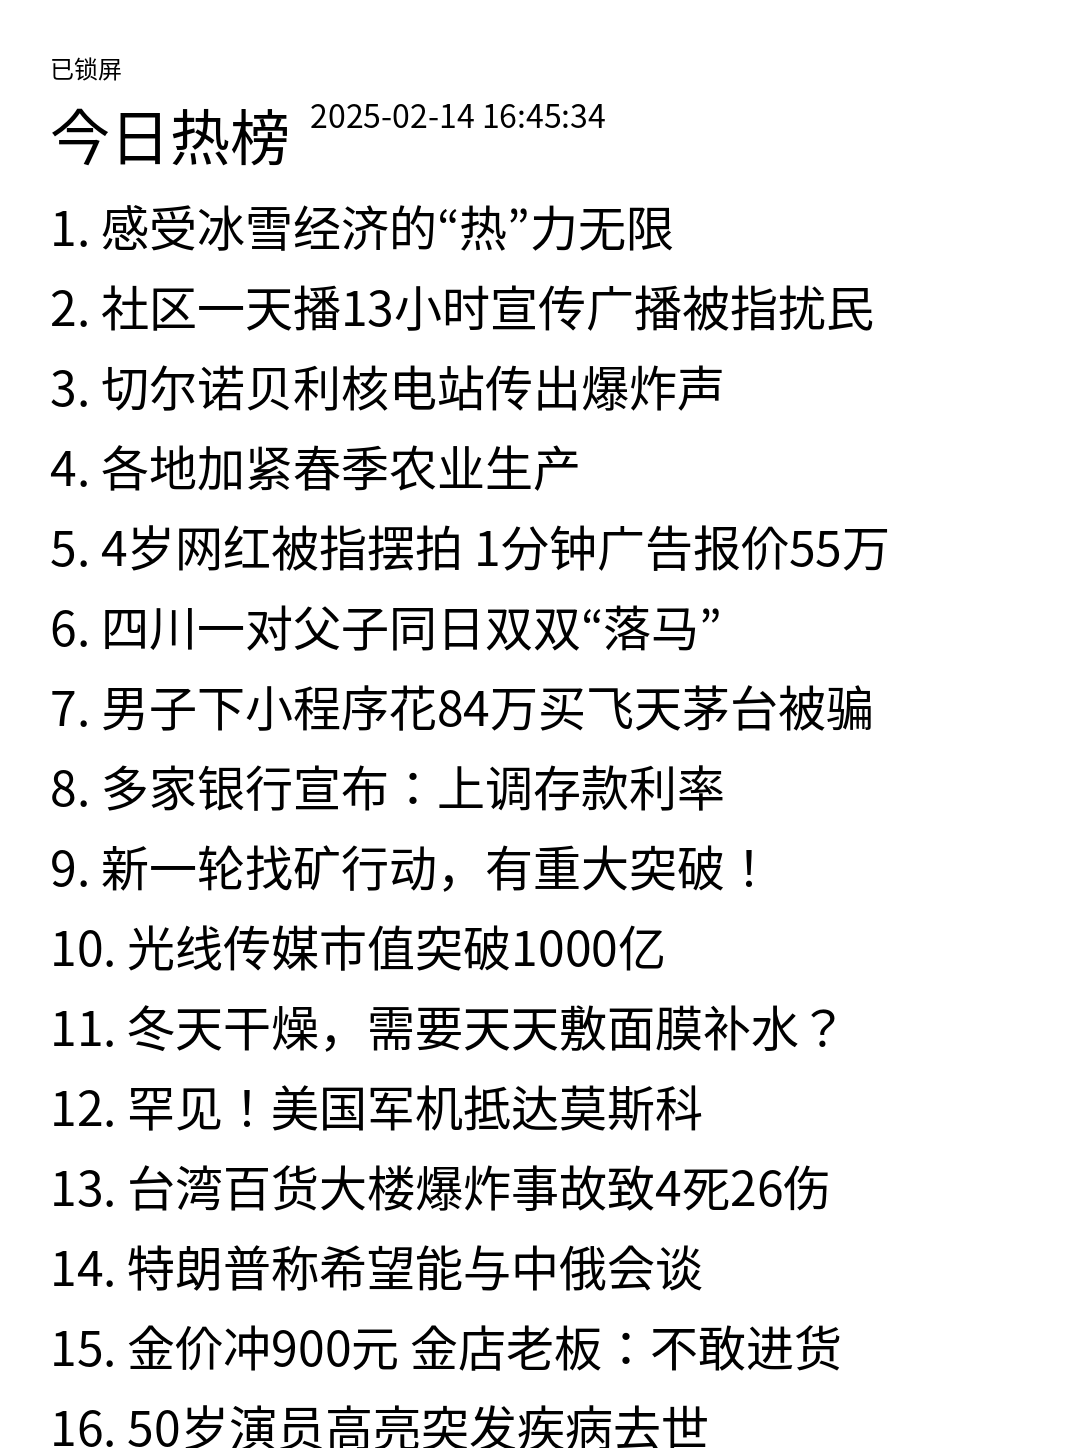 已锁屏
今日热榜 2025-02-14 16:45:34
1. 感受冰雪经济的“热”力无限
2. 社区一天播13小时宣传广播被指扰民
3. 切尔诺贝利核电站传出爆炸声
4. 各地加紧春季农业生产
5. 4岁网红被指摆拍 1分钟广告报价55万
6. 四川一对父子同日双双“落马”
7. 男子下小程序花84万买飞天茅台被骗
8. 多家银行宣布：上调存款利率
9. 新一轮找矿行动，有重大突破！
10. 光线传媒市值突破1000亿
11. 冬天干燥，需要天天敷面膜补水？
12. 罕见！美国军机抵达莫斯科
13. 台湾百货大楼爆炸事故致4死26伤
14. 特朗普称希望能与中俄会谈
15. 金价冲900元 金店老板：不敢进货
16. 50岁演员高亮突发疾病去世